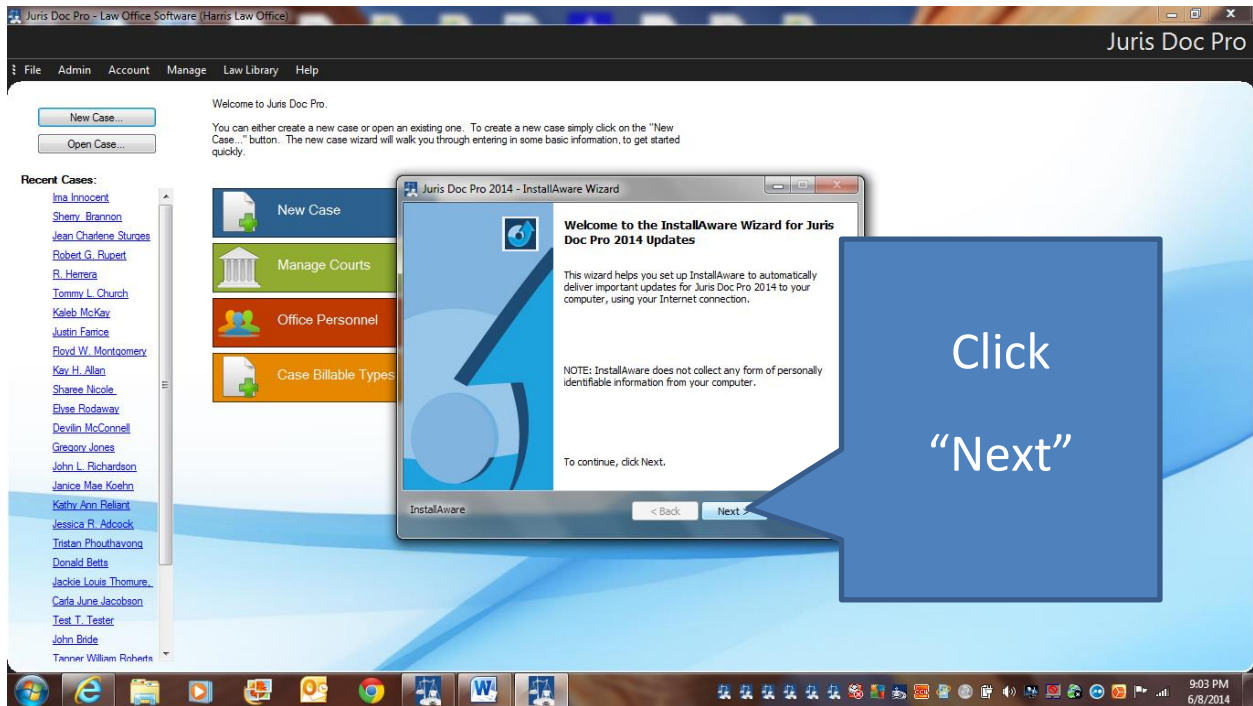 Juris Doc Pro - Law Office Software (Harris Law Office)
Juris Doc Pro
File Admin Account Manage Law Library Help
New Case...
Open Case...
Welcome to Juris Doc Pro.
You can either create a new case or open an existing one. To create a new case simply click on the "New
Case..." button. The new case wizard will walk you through entering in some basic information, to get started
quickly.
Recent Cases:
Ima Innocent
Sherry Brannon
Jean Charlene Sturges
Robert G. Rupert
R. Herrera
Tommy L. Church
Kaleb McKay
Justin Farrice
Floyd W. Montgomery
Kay H. Allan
Sharee Nicole
Elyse Rodaway
Devilin McConnell
Gregory Jones
John L. Richardson
Janice Mae Koehn
Kathy Ann Reliant
Jessica R. Adcock
Tristan Phouthavong
Donald Betts
Jackie Louis Thomure,
Carla June Jacobson
Test T. Tester
John Bride
Tanner William Roberts
New Case
Manage Courts
Office Personnel
Case Billable Types
Juris Doc Pro 2014 - InstallAware Wizard
Welcome to the InstallAware Wizard for Juris
Doc Pro 2014 Updates
This wizard helps you set up InstallAware to automatically
deliver important updates for Juris Doc Pro 2014 to your
computer, using your Internet connection.
NOTE: InstallAware does not collect any form of personally
identifiable information from your computer.
To continue, click Next.
InstallAware
< Back
Next >
Click
“Next”
9:03 PM
6/8/2014